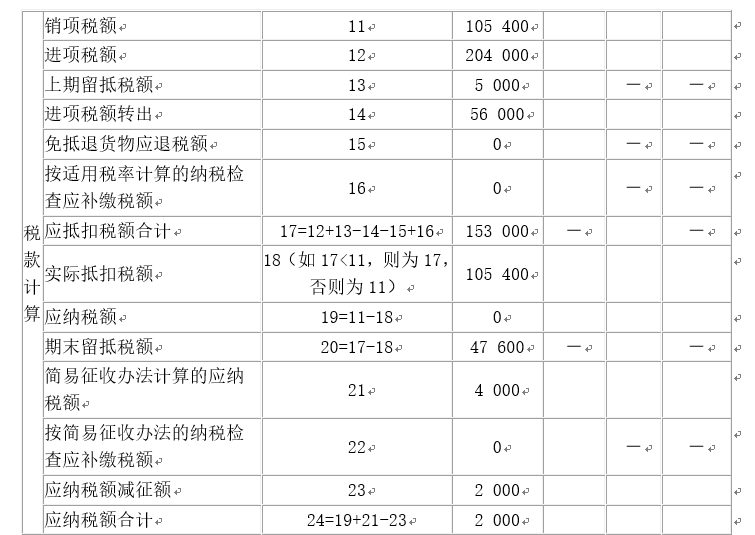 税款计算
销项税额 11 105 400
进项税额 12 204 000
上期留抵税额 13 5 000 — —
进项税额转出 14 56 000
免抵退货物应退税额 15 0 — —
按适用税率计算的纳税检
查应补缴税额 16 0 — —
应抵扣税额合计 17=12+13-14-15+16 153 000 — —
实际抵扣税额 18（如 17<11，则为 17，
否则为 11） 105 400
应纳税额 19=11-18 0
期末留抵税额 20=17-18 47 600 — —
简易征收办法计算的应纳
税额 21 4 000
按简易征收办法的纳税检
查应补缴税额 22 0 — —
应纳税额减征额 23 2 000
应纳税额合计 24=19+21-23 2 000